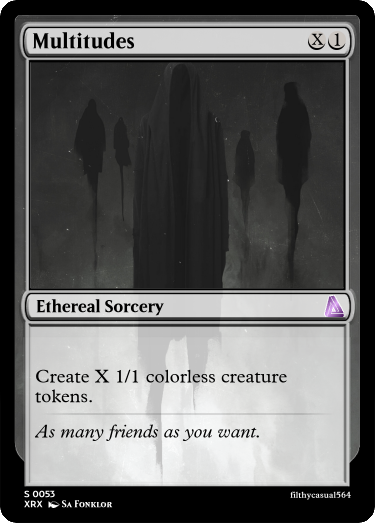 Multitudes X 1
Ethereal Sorcery
Create X 1/1 colorless creature
tokens.
As many friends as you want.
S 0053
XRX Sa Fonklor
filthycasual564